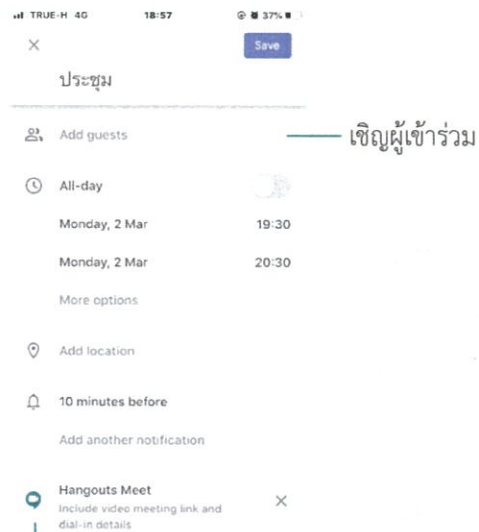 TRUE-H 4G 18:57 37%
Save
ประชุม
Add guests
เชิญผู้เข้าร่วม
All-day
Monday, 2 Mar 19:30
Monday, 2 Mar 20:30
More options
Add location
10 minutes before
Add another notification
Hangouts Meet
Include video meeting link and
dial-in details